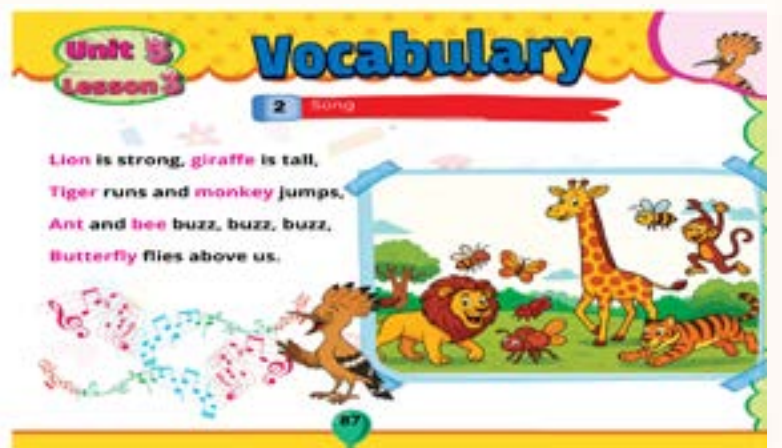 Unit 5
Lesson 3
Vocabulary
2 Song
Lion is strong, giraffe is tall,
Tiger runs and monkey jumps,
Ant and bee buzz, buzz, buzz,
Butterfly flies above us.
87